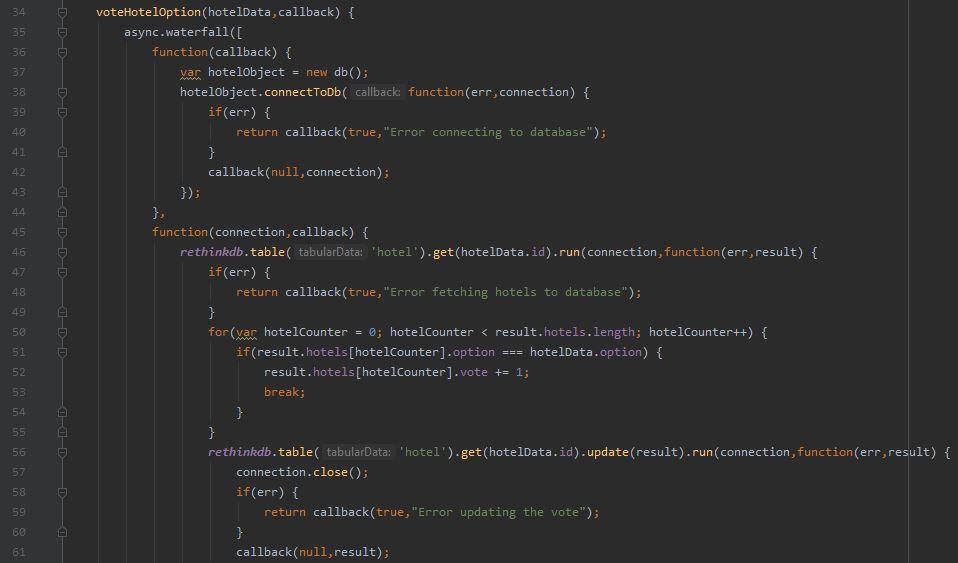 34 voteHotelOption(hotelData,callback) {
35 async.waterfall([
36 function(callback) {
37 var hotelObject = new db();
38 hotelObject.connectToDb( callback: function(err,connection) {
39 if(err) {
40 return callback(true,"Error connecting to database");
41 }
42 callback(null,connection);
43 });
44 },
45 function(connection,callback) {
46 rethinkdb.table( tabularData: 'hotel').get(hotelData.id).run(connection,function(err,result) {
47 if(err) {
48 return callback(true,"Error fetching hotels to database");
49 }
50 for(var hotelCounter = 0; hotelCounter < result.hotels.length; hotelCounter++) {
51 if(result.hotels[hotelCounter].option === hotelData.option) {
52 result.hotels[hotelCounter].vote += 1;
53 break;
54 }
55 }
56 rethinkdb.table( tabularData: 'hotel').get(hotelData.id).update(result).run(connection,function(err,result) {
57 connection.close();
58 if(err) {
59 return callback(true,"Error updating the vote");
60 }
61 callback(null,result);